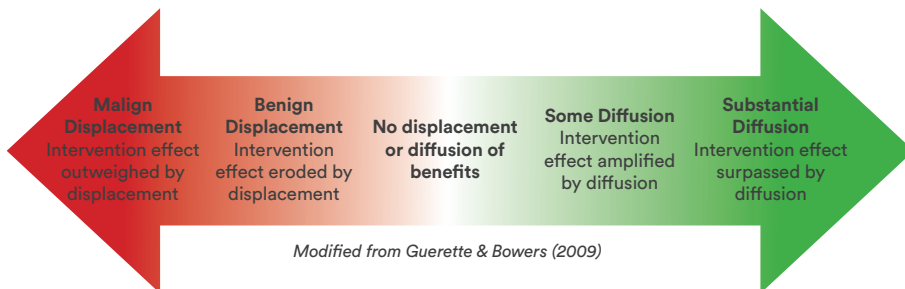 Malign
Displacement
Intervention effect
outweighed by
displacement
Benign
Displacement
Intervention
effect eroded by
displacement
No displacement
or diffusion of
benefits
Some Diffusion
Intervention
effect amplified
by diffusion
Substantial
Diffusion
Intervention effect
surpassed by
diffusion
Modified from Guerette & Bowers (2009)